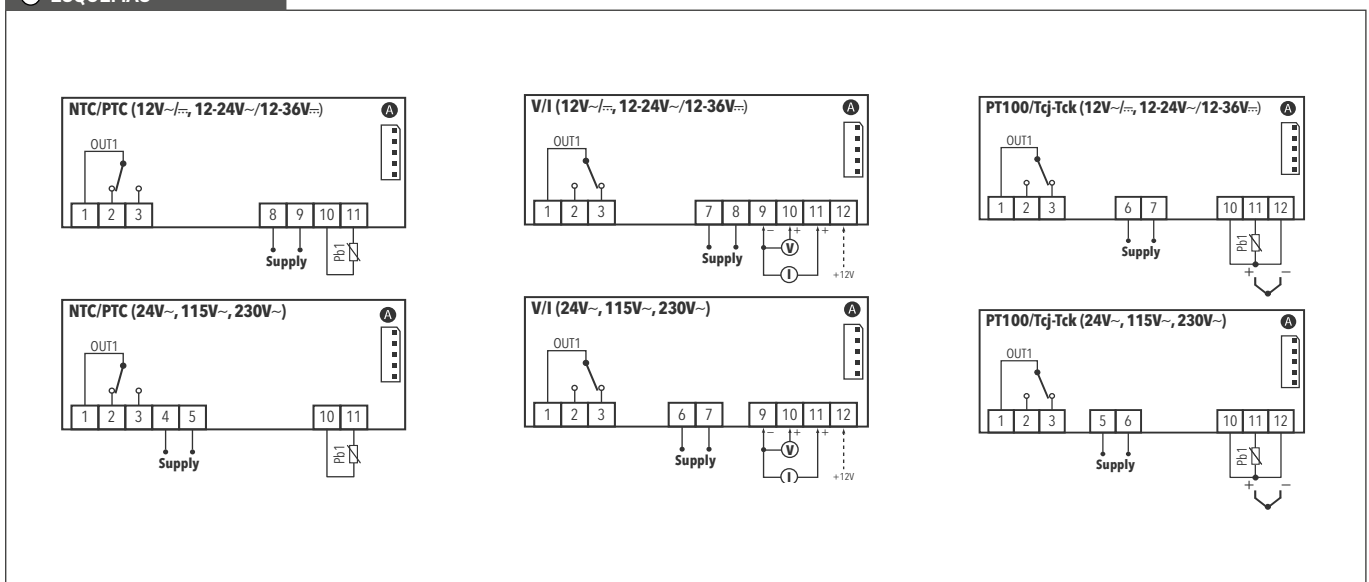 ESQUEMAS
NTC/PTC (12V~/⎓, 12-24V~/12-36V⎓)
A
OUT1
1 2 3 8 9 10 11
Supply
Pb1
V/I (12V~/⎓, 12-24V~/12-36V⎓)
A
OUT1
1 2 3 7 8 9 10 11 12
− + +
V
Supply
I
+12V
PT100/Tcj-Tck (12V~/⎓, 12-24V~/12-36V⎓)
A
OUT1
1 2 3 6 7 10 11 12
Supply
Pb1
+ −
NTC/PTC (24V~, 115V~, 230V~)
A
OUT1
1 2 3 4 5 10 11
Supply
Pb1
V/I (24V~, 115V~, 230V~)
A
OUT1
1 2 3 6 7 9 10 11 12
− + +
V
Supply
I
+12V
PT100/Tcj-Tck (24V~, 115V~, 230V~)
A
OUT1
1 2 3 5 6 10 11 12
Supply
Pb1
+ −